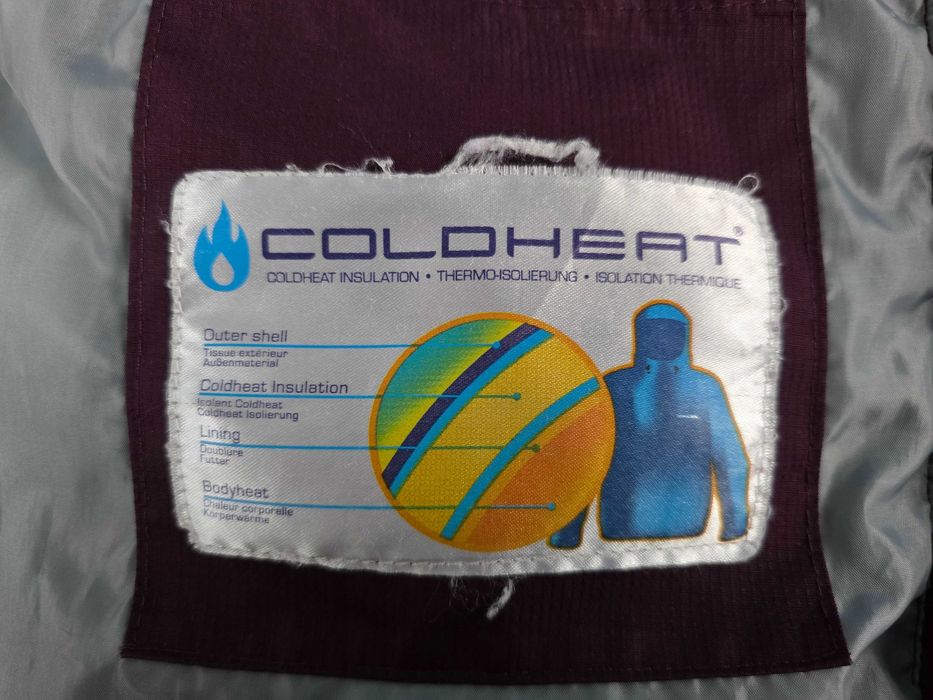 COLDHEAT®
COLDHEAT INSULATION • THERMO-ISOLIERUNG • ISOLATION THERMIQUE
Outer shell
Tissue extérieur
Außenmaterial
Coldheat Insulation
Isolant Coldheat
Coldheat Isolierung
Lining
Doublure
Futter
Bodyheat
Chaleur corporelle
Körperwärme